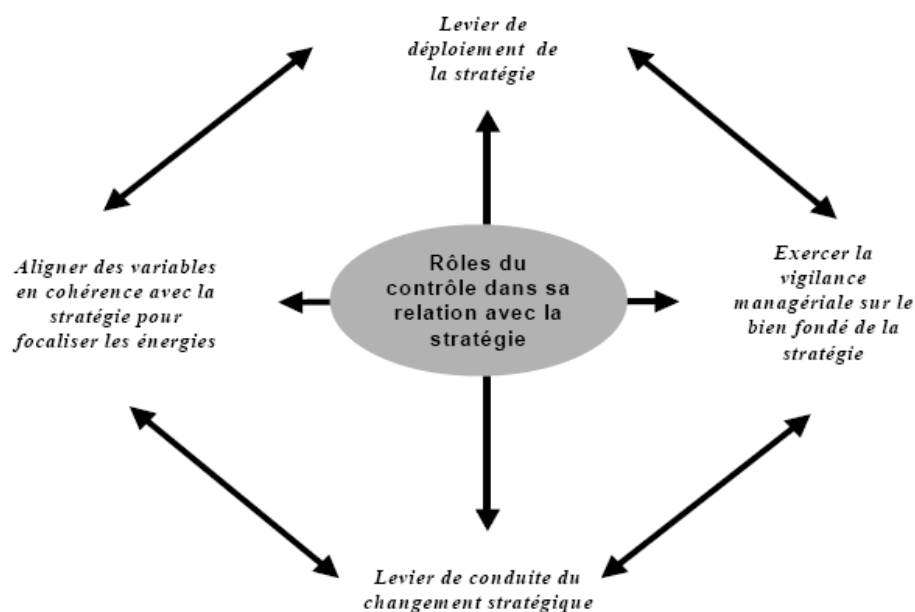 Levier de
déploiement de
la stratégie
Aligner des variables
en cohérence avec la
stratégie pour
focaliser les énergies
Rôles du
contrôle dans sa
relation avec la
stratégie
Exercer la
vigilance
managériale sur le
bien fondé de la
stratégie
Levier de conduite du
changement stratégique